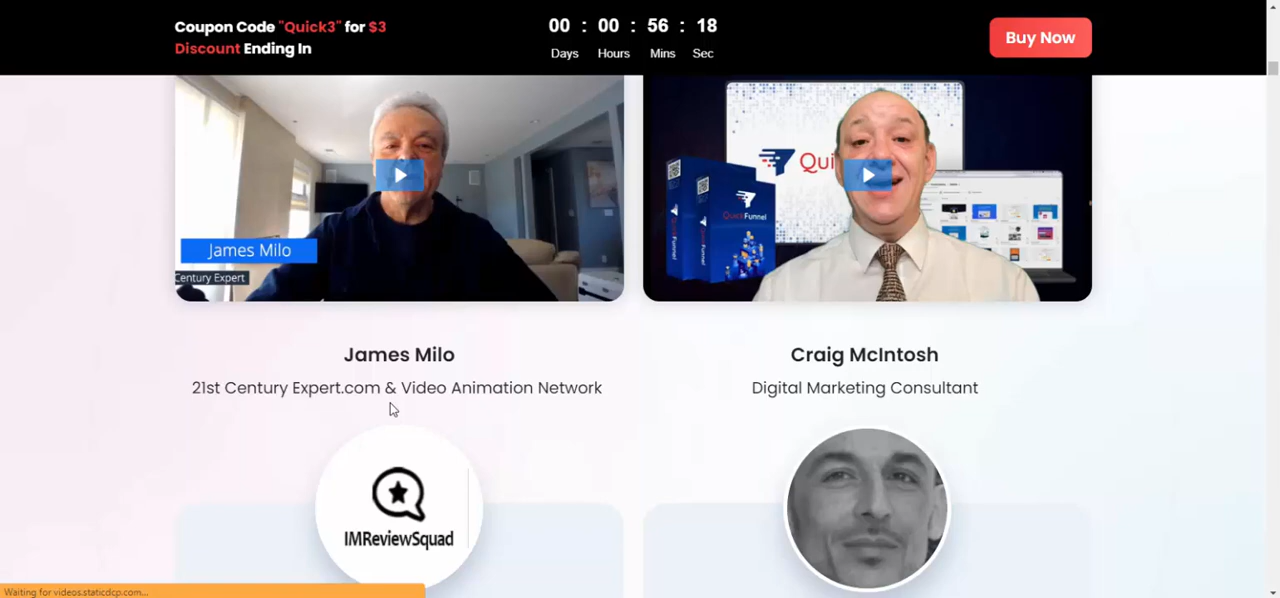 Coupon Code "Quick3" for $3
Discount Ending In
00 : 00 : 56 : 18
Days Hours Mins Sec
Buy Now
James Milo
Century Expert
Qui
QuickFunnel
James Milo
21st Century Expert.com & Video Animation Network
Craig McIntosh
Digital Marketing Consultant
IMReviewSquad
Waiting for videos.staticdcp.com...